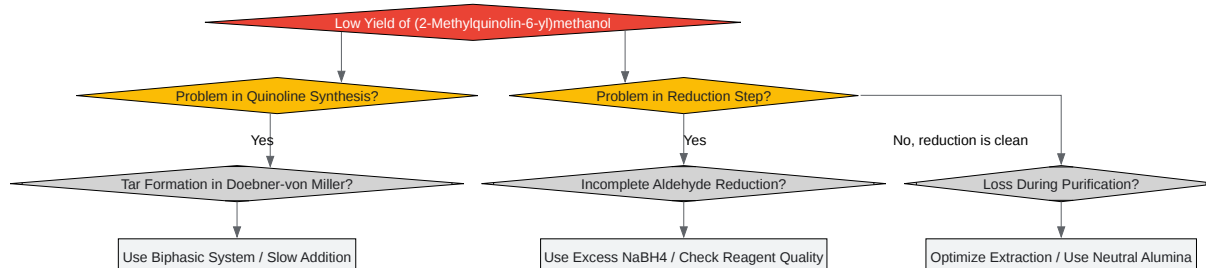 Low Yield of (2-Methylquinolin-6-yl)methanol
Problem in Quinoline Synthesis?
Problem in Reduction Step?
Yes
Yes
No, reduction is clean
Tar Formation in Doebner-von Miller?
Incomplete Aldehyde Reduction?
Loss During Purification?
Use Biphasic System / Slow Addition
Use Excess NaBH4 / Check Reagent Quality
Optimize Extraction / Use Neutral Alumina